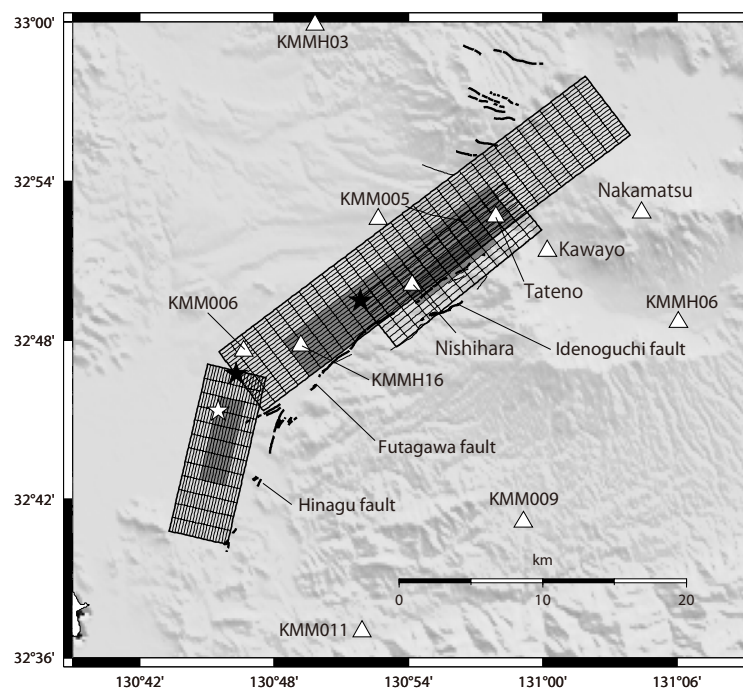 33°00'
KMMH03
32°54'
KMM005
Nakamatsu
Kawayo
Tateno
KMM006
KMMH06
32°48'
Nishihara
Idenoguchi fault
KMMH16
Futagawa fault
Hinagu fault
32°42'
KMM009
km
0 10 20
KMM011
32°36'
130°42' 130°48' 130°54' 131°00' 131°06'